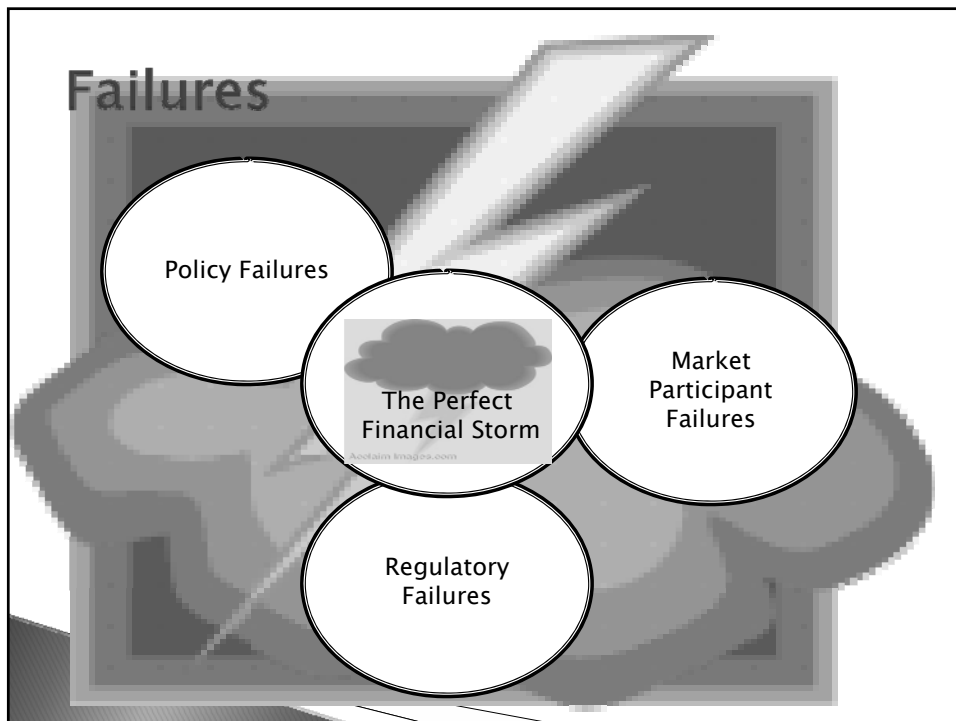 Failures
Policy Failures
The Perfect
Financial Storm
Acclaim Images.com
Market
Participant
Failures
Regulatory
Failures